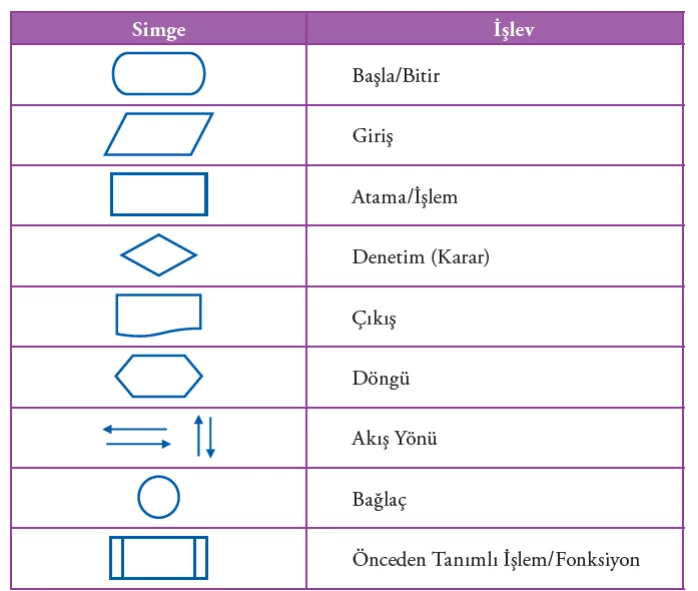 Simge İşlev
Başla/Bitir
Giriş
Atama/İşlem
Denetim (Karar)
Çıkış
Döngü
Akış Yönü
Bağlaç
Önceden Tanımlı İşlem/Fonksiyon